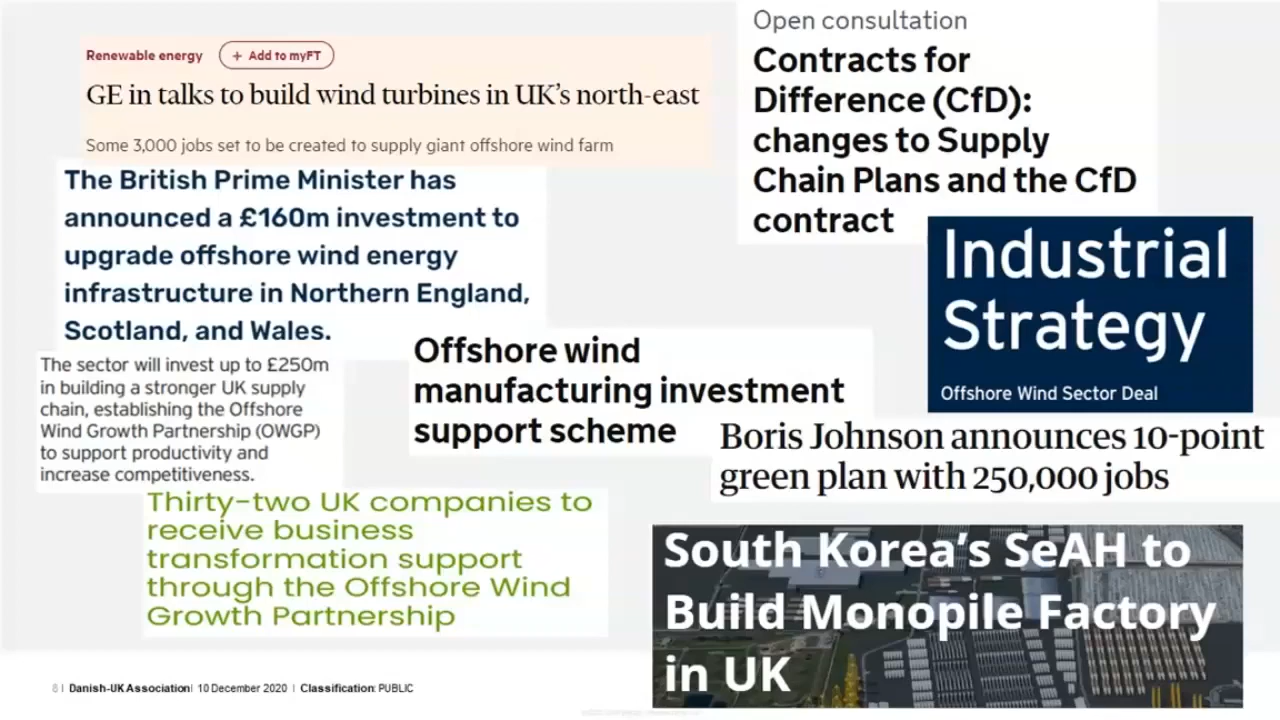 Renewable energy + Add to myFT
GE in talks to build wind turbines in UK's north-east
Some 3,000 jobs set to be created to supply giant offshore wind farm
The British Prime Minister has
announced a £160m investment to
upgrade offshore wind energy
infrastructure in Northern England,
Scotland, and Wales.
The sector will invest up to £250m
in building a stronger UK supply
chain, establishing the Offshore
Wind Growth Partnership (OWGP)
to support productivity and
increase competitiveness.
Thirty-two UK companies to
receive business
transformation support
through the Offshore Wind
Growth Partnership
Offshore wind
manufacturing investment
support scheme
Open consultation
Contracts for
Difference (CfD):
changes to Supply
Chain Plans and the CfD
contract
Industrial
Strategy
Offshore Wind Sector Deal
Boris Johnson announces 10-point
green plan with 250,000 jobs
South Korea's SeAH to
Build Monopile Factory
in UK
8 | Danish-UK Association | 10 December 2020 | Classification: PUBLIC